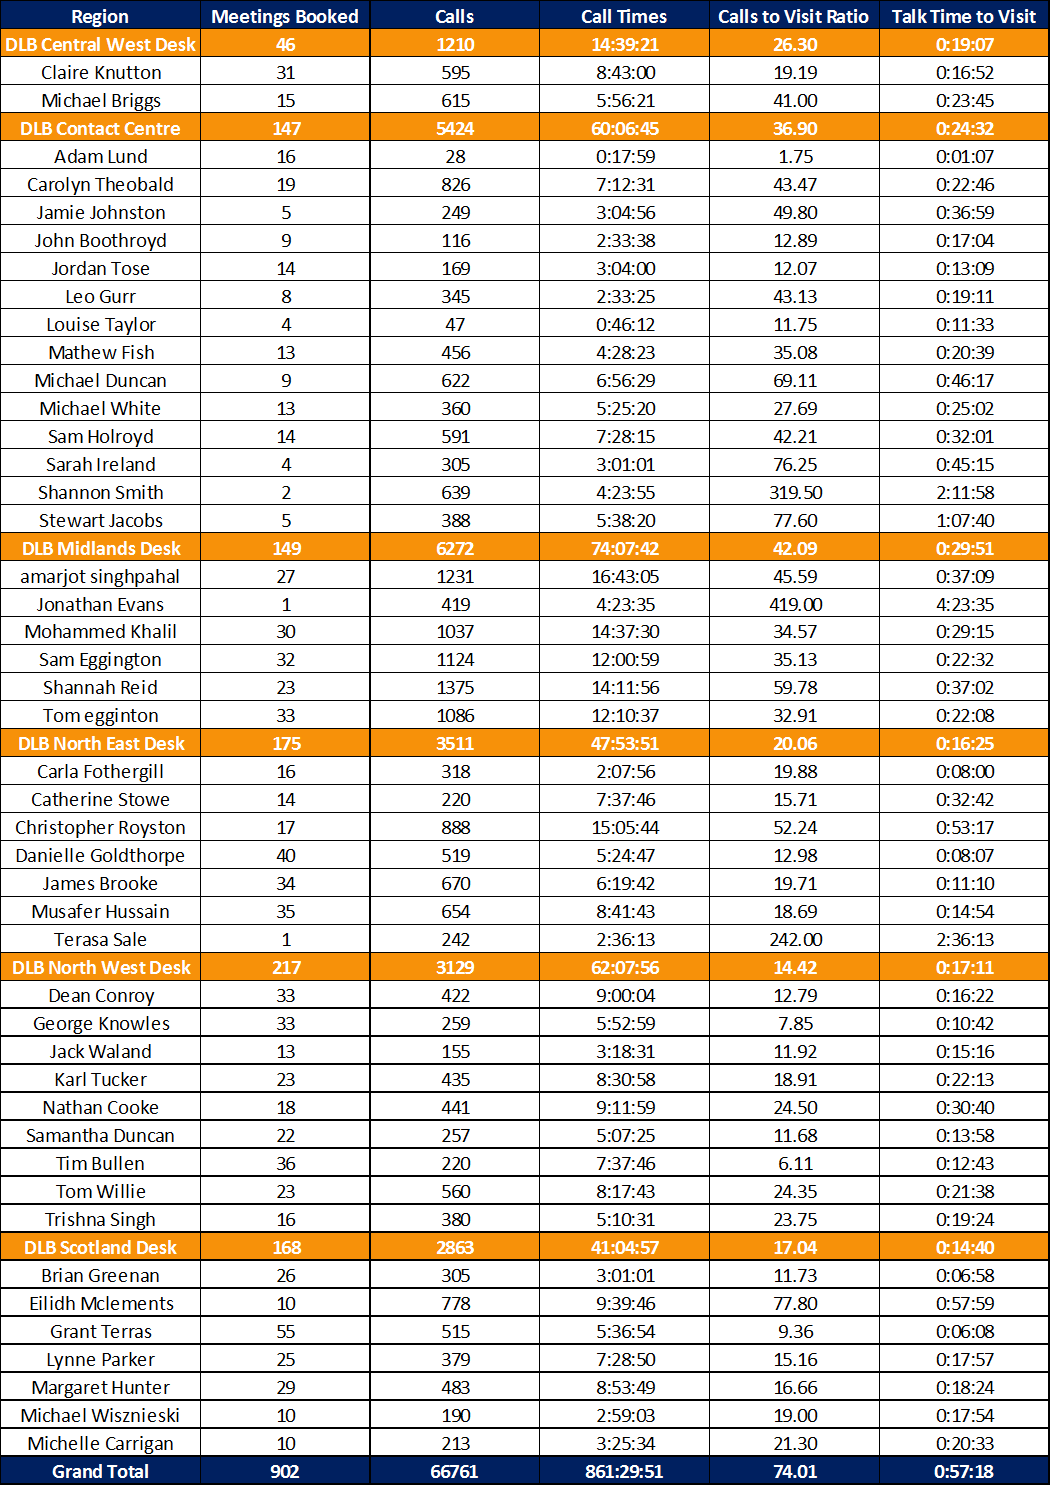 Region Meetings Booked Calls Call Times Calls to Visit Ratio Talk Time to Visit
DLB Central West Desk 46 1210 14:39:21 26.30 0:19:07
Claire Knutton 31 595 8:43:00 19.19 0:16:52
Michael Briggs 15 615 5:56:21 41.00 0:23:45
DLB Contact Centre 147 5424 60:06:45 36.90 0:24:32
Adam Lund 16 28 0:17:59 1.75 0:01:07
Carolyn Theobald 19 826 7:12:31 43.47 0:22:46
Jamie Johnston 5 249 3:04:56 49.80 0:36:59
John Boothroyd 9 116 2:33:38 12.89 0:17:04
Jordan Tose 14 169 3:04:00 12.07 0:13:09
Leo Gurr 8 345 2:33:25 43.13 0:19:11
Louise Taylor 4 47 0:46:12 11.75 0:11:33
Mathew Fish 13 456 4:28:23 35.08 0:20:39
Michael Duncan 9 622 6:56:29 69.11 0:46:17
Michael White 13 360 5:25:20 27.69 0:25:02
Sam Holroyd 14 591 7:28:15 42.21 0:32:01
Sarah Ireland 4 305 3:01:01 76.25 0:45:15
Shannon Smith 2 639 4:23:55 319.50 2:11:58
Stewart Jacobs 5 388 5:38:20 77.60 1:07:40
DLB Midlands Desk 149 6272 74:07:42 42.09 0:29:51
amarjot singhpahal 27 1231 16:43:05 45.59 0:37:09
Jonathan Evans 1 419 4:23:35 419.00 4:23:35
Mohammed Khalil 30 1037 14:37:30 34.57 0:29:15
Sam Eggington 32 1124 12:00:59 35.13 0:22:32
Shannah Reid 23 1375 14:11:56 59.78 0:37:02
Tom egginton 33 1086 12:10:37 32.91 0:22:08
DLB North East Desk 175 3511 47:53:51 20.06 0:16:25
Carla Fothergill 16 318 2:07:56 19.88 0:08:00
Catherine Stowe 14 220 7:37:46 15.71 0:32:42
Christopher Royston 17 888 15:05:44 52.24 0:53:17
Danielle Goldthorpe 40 519 5:24:47 12.98 0:08:07
James Brooke 34 670 6:19:42 19.71 0:11:10
Musafer Hussain 35 654 8:41:43 18.69 0:14:54
Terasa Sale 1 242 2:36:13 242.00 2:36:13
DLB North West Desk 217 3129 62:07:56 14.42 0:17:11
Dean Conroy 33 422 9:00:04 12.79 0:16:22
George Knowles 33 259 5:52:59 7.85 0:10:42
Jack Waland 13 155 3:18:31 11.92 0:15:16
Karl Tucker 23 435 8:30:58 18.91 0:22:13
Nathan Cooke 18 441 9:11:59 24.50 0:30:40
Samantha Duncan 22 257 5:07:25 11.68 0:13:58
Tim Bullen 36 220 7:37:46 6.11 0:12:43
Tom Willie 23 560 8:17:43 24.35 0:21:38
Trishna Singh 16 380 5:10:31 23.75 0:19:24
DLB Scotland Desk 168 2863 41:04:57 17.04 0:14:40
Brian Greenan 26 305 3:01:01 11.73 0:06:58
Eilidh Mclements 10 778 9:39:46 77.80 0:57:59
Grant Terras 55 515 5:36:54 9.36 0:06:08
Lynne Parker 25 379 7:28:50 15.16 0:17:57
Margaret Hunter 29 483 8:53:49 16.66 0:18:24
Michael Wisznieski 10 190 2:59:03 19.00 0:17:54
Michelle Carrigan 10 213 3:25:34 21.30 0:20:33
Grand Total 902 66761 861:29:51 74.01 0:57:18